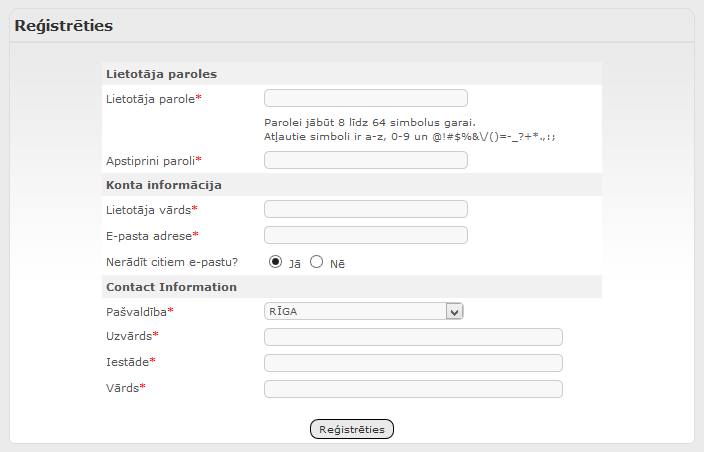 Reģistrēties
Lietotāja paroles
Lietotāja parole*
Parolei jābūt 8 līdz 64 simbolus garai.
Atļautie simboli ir a-z, 0-9 un @!#$%&\/()=-_?+*.,:;
Apstiprini paroli*
Konta informācija
Lietotāja vārds*
E-pasta adrese*
Nerādīt citiem e-pastu? Jā Nē
Contact Information
Pašvaldība* RĪGA
Uzvārds*
Iestāde*
Vārds*
Reģistrēties